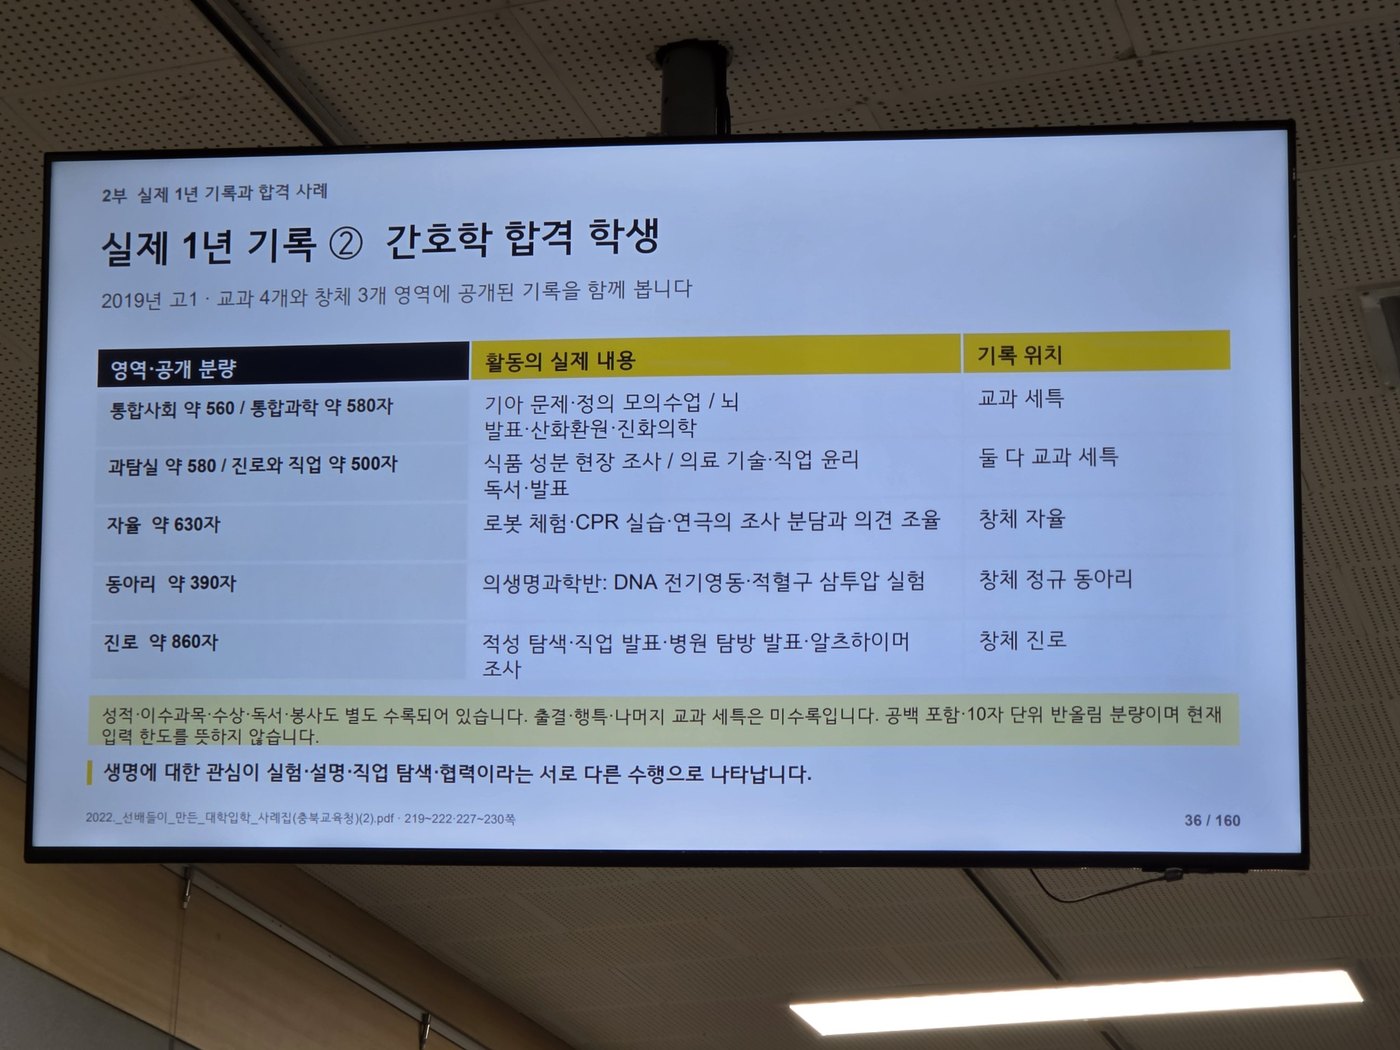 2부 실제 1년 기록과 합격 사례
실제 1년 기록 ② 간호학 합격 학생
2019년 고1 · 교과 4개와 창체 3개 영역에 공개된 기록을 함께 봅니다
영역·공개 분량
활동의 실제 내용
기록 위치
통합사회 약 560 / 통합과학 약 580자
기아 문제·정의 모의수업 / 뇌
발표·산화환원·진화의학
교과 세특
과탐실 약 580 / 진로와 직업 약 500자
식품 성분 현장 조사 / 의료 기술·직업 윤리
독서·발표
둘 다 교과 세특
자율 약 630자
로봇 체험·CPR 실습·연극의 조사 분담과 의견 조율
창체 자율
동아리 약 390자
의생명과학반: DNA 전기영동·적혈구 삼투압 실험
창체 정규 동아리
진로 약 860자
적성 탐색·직업 발표·병원 탐방 발표·알츠하이머
조사
창체 진로
성적·이수과목·수상·독서·봉사도 별도 수록되어 있습니다. 출결·행특·나머지 교과 세특은 미수록입니다. 공백 포함·10자 단위 반올림 분량이며 현재
입력 한도를 뜻하지 않습니다.
생명에 대한 관심이 실험·설명·직업 탐색·협력이라는 서로 다른 수행으로 나타납니다.
2022._선배들이_만든_대학입학_사례집(충북교육청)(2).pdf · 219~222·227~230쪽
36 / 160